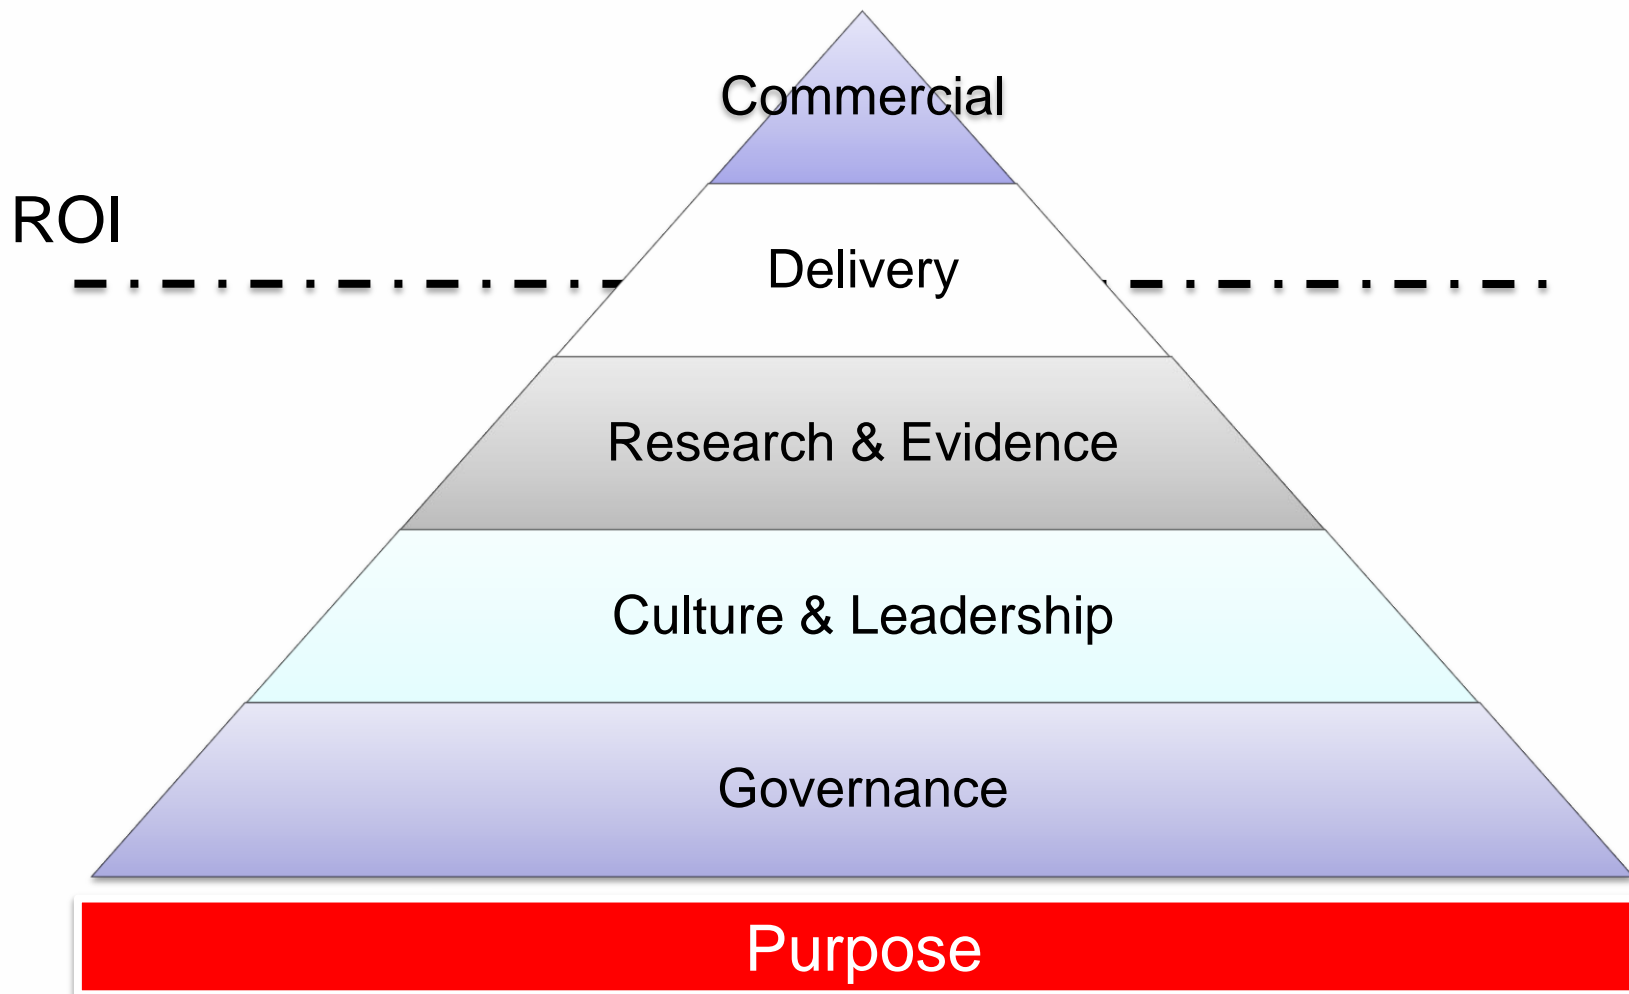 Commercial
ROI
Delivery
Research & Evidence
Culture & Leadership
Governance
Purpose